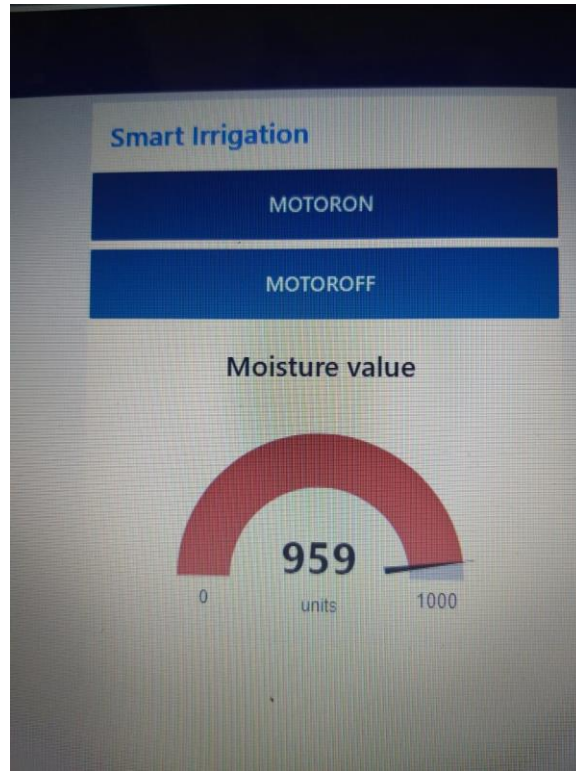 Smart Irrigation
MOTORON
MOTOROFF
Moisture value
959
0
units
1000